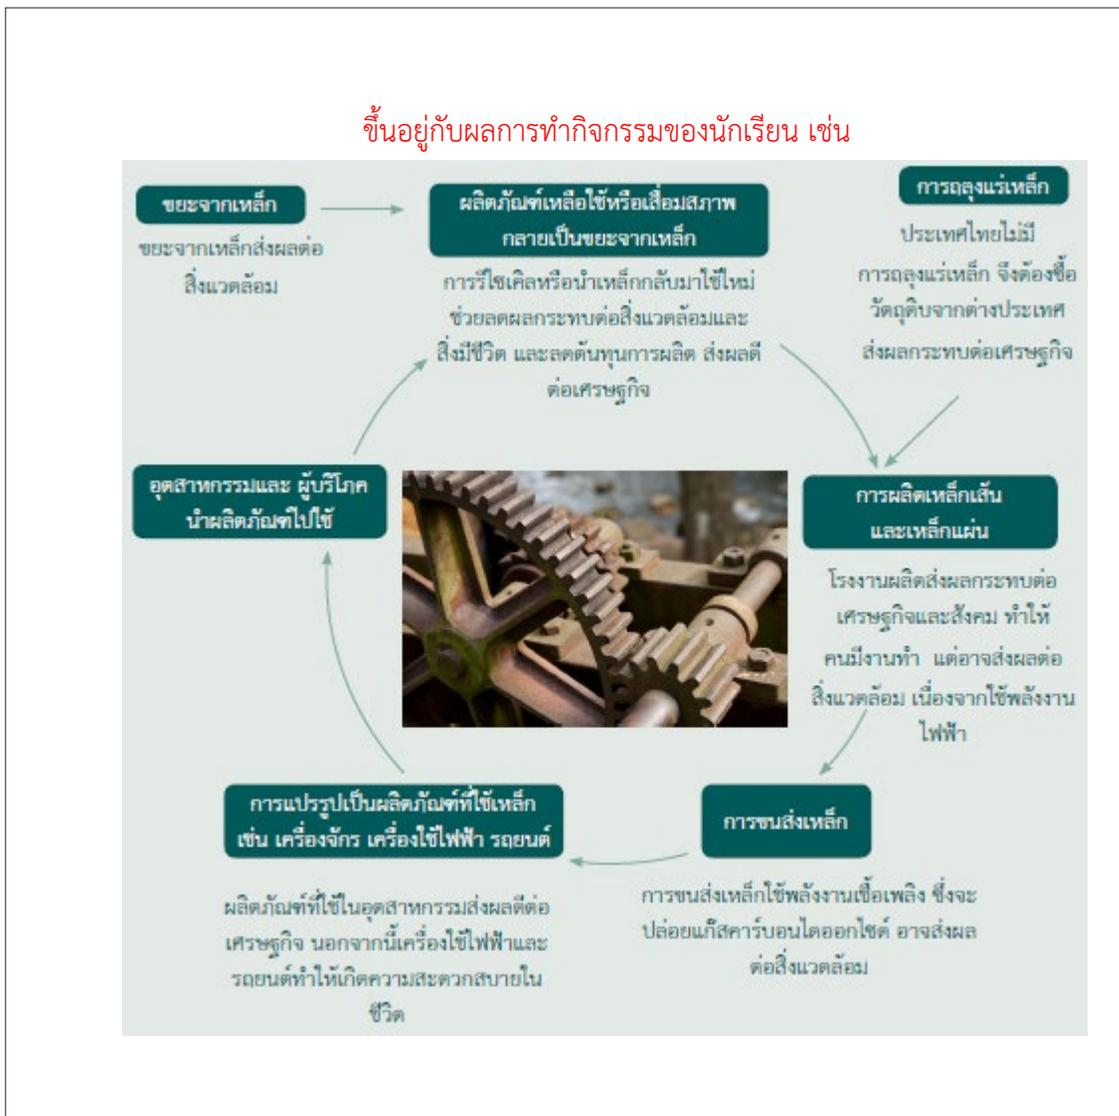 ขึ้นอยู่กับผลการทำกิจกรรมของนักเรียน เช่น
ขยะจากเหล็ก
ขยะจากเหล็กส่งผลต่อ
สิ่งแวดล้อม
ผลิตภัณฑ์เหลือใช้หรือเสื่อมสภาพ
กลายเป็นขยะจากเหล็ก
การรีไซเคิลหรือนำเหล็กกลับมาใช้ใหม่
ช่วยลดผลกระทบต่อสิ่งแวดล้อมและ
สิ่งมีชีวิต และลดต้นทุนการผลิต ส่งผลดี
ต่อเศรษฐกิจ
การถลุงแร่เหล็ก
ประเทศไทยไม่มี
การถลุงแร่เหล็ก จึงต้องซื้อ
วัตถุดิบจากต่างประเทศ
ส่งผลกระทบต่อเศรษฐกิจ
การผลิตเหล็กเส้น
และเหล็กแผ่น
โรงงานผลิตส่งผลกระทบต่อ
เศรษฐกิจและสังคม ทำให้
คนมีงานทำ แต่อาจส่งผลต่อ
สิ่งแวดล้อม เนื่องจากใช้พลังงาน
ไฟฟ้า
การขนส่งเหล็ก
การขนส่งเหล็กใช้พลังงานเชื้อเพลิง ซึ่งจะ
ปล่อยแก๊สคาร์บอนไดออกไซด์ อาจส่งผล
ต่อสิ่งแวดล้อม
การแปรรูปเป็นผลิตภัณฑ์ที่ใช้เหล็ก
เช่น เครื่องจักร เครื่องใช้ไฟฟ้า รถยนต์
ผลิตภัณฑ์ที่ใช้ในอุตสาหกรรมส่งผลดีต่อ
เศรษฐกิจ นอกจากนี้เครื่องใช้ไฟฟ้าและ
รถยนต์ทำให้เกิดความสะดวกสบายใน
ชีวิต
อุตสาหกรรมและ ผู้บริโภค
นำผลิตภัณฑ์ไปใช้